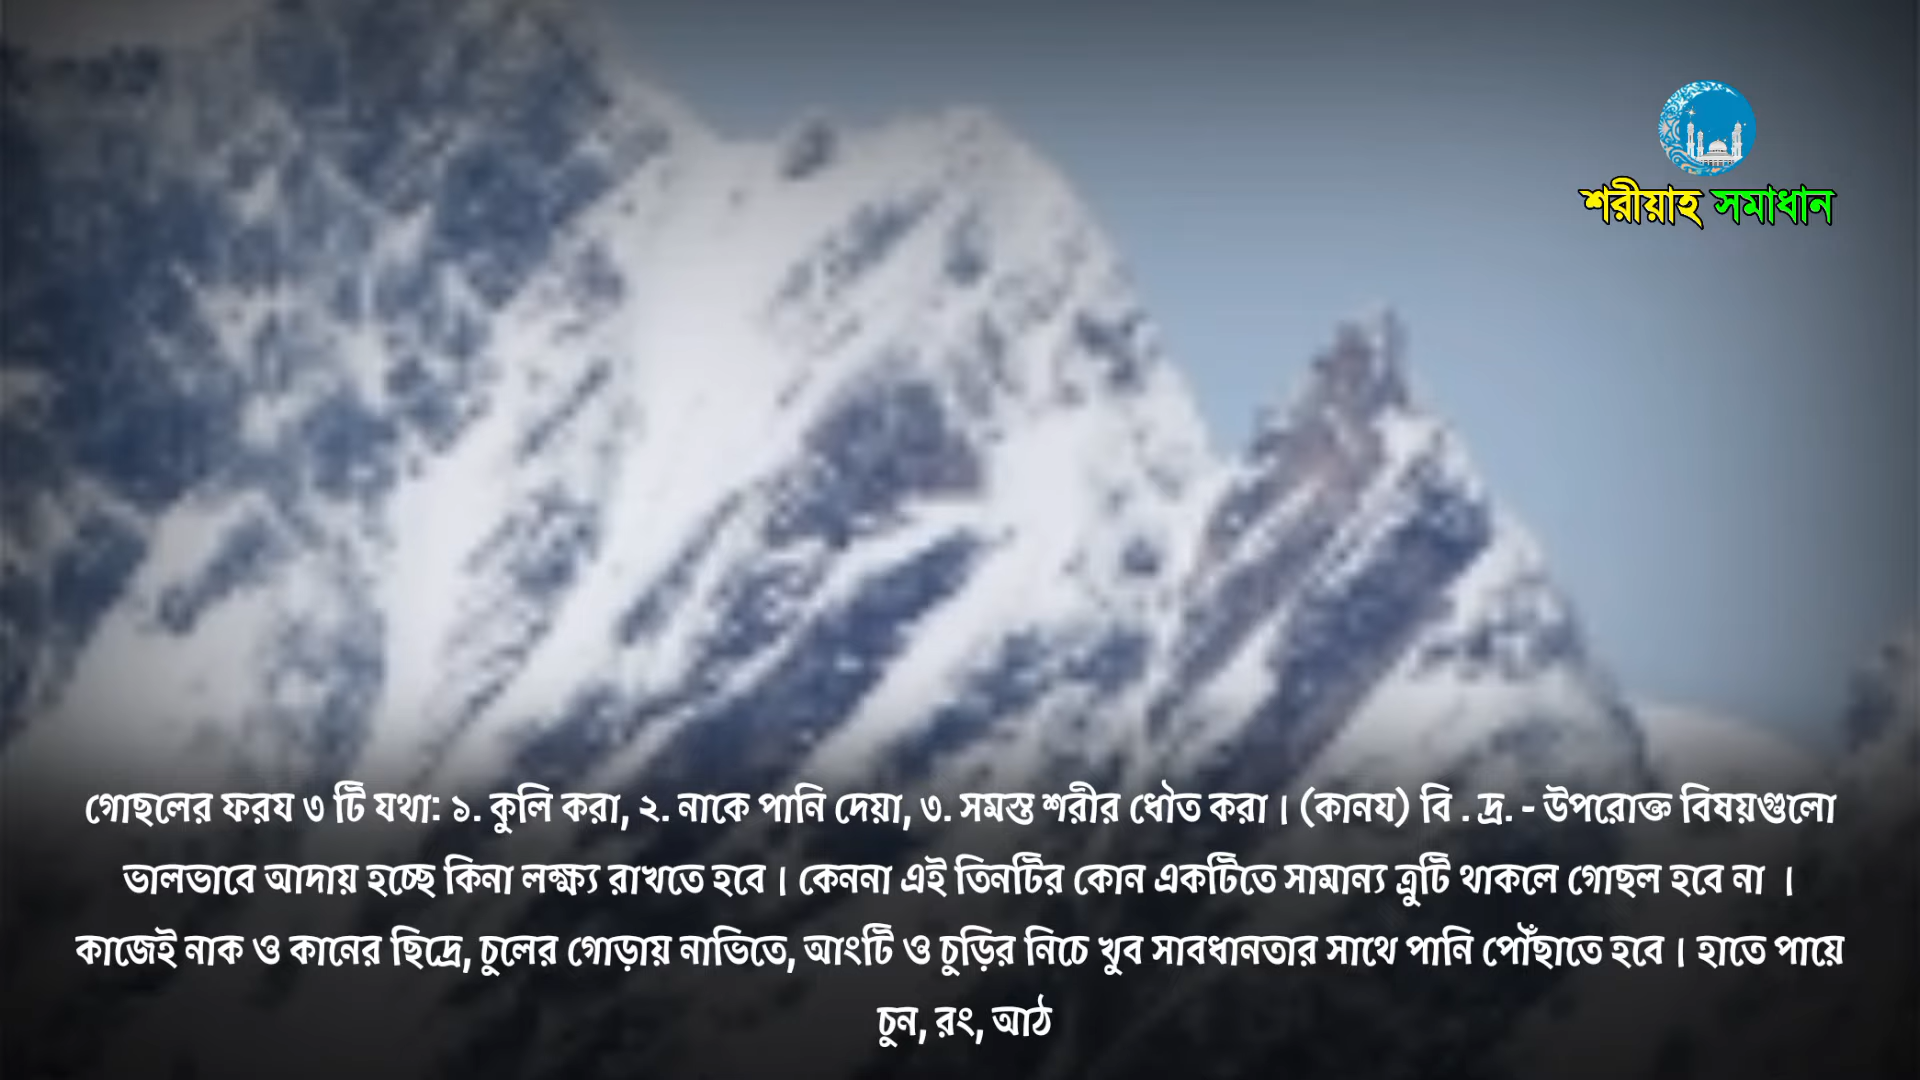 শরীয়াহ সমাধান
গোছলের ফরয ৩ টি যথা: ১. কুলি করা, ২. নাকে পানি দেয়া, ৩. সমস্ত শরীর ধৌত করা । (কানয) বি . দ্র. - উপরোক্ত বিষয়গুলো
ভালভাবে আদায় হচ্ছে কিনা লক্ষ্য রাখতে হবে । কেননা এই তিনটির কোন একটিতে সামান্য ত্রুটি থাকলে গোছল হবে না ।
কাজেই নাক ও কানের ছিদ্রে, চুলের গোড়ায় নাভিতে, আংটি ও চুড়ির নিচে খুব সাবধানতার সাথে পানি পৌঁছাতে হবে । হাতে পায়ে
চুন, রং, আঠ